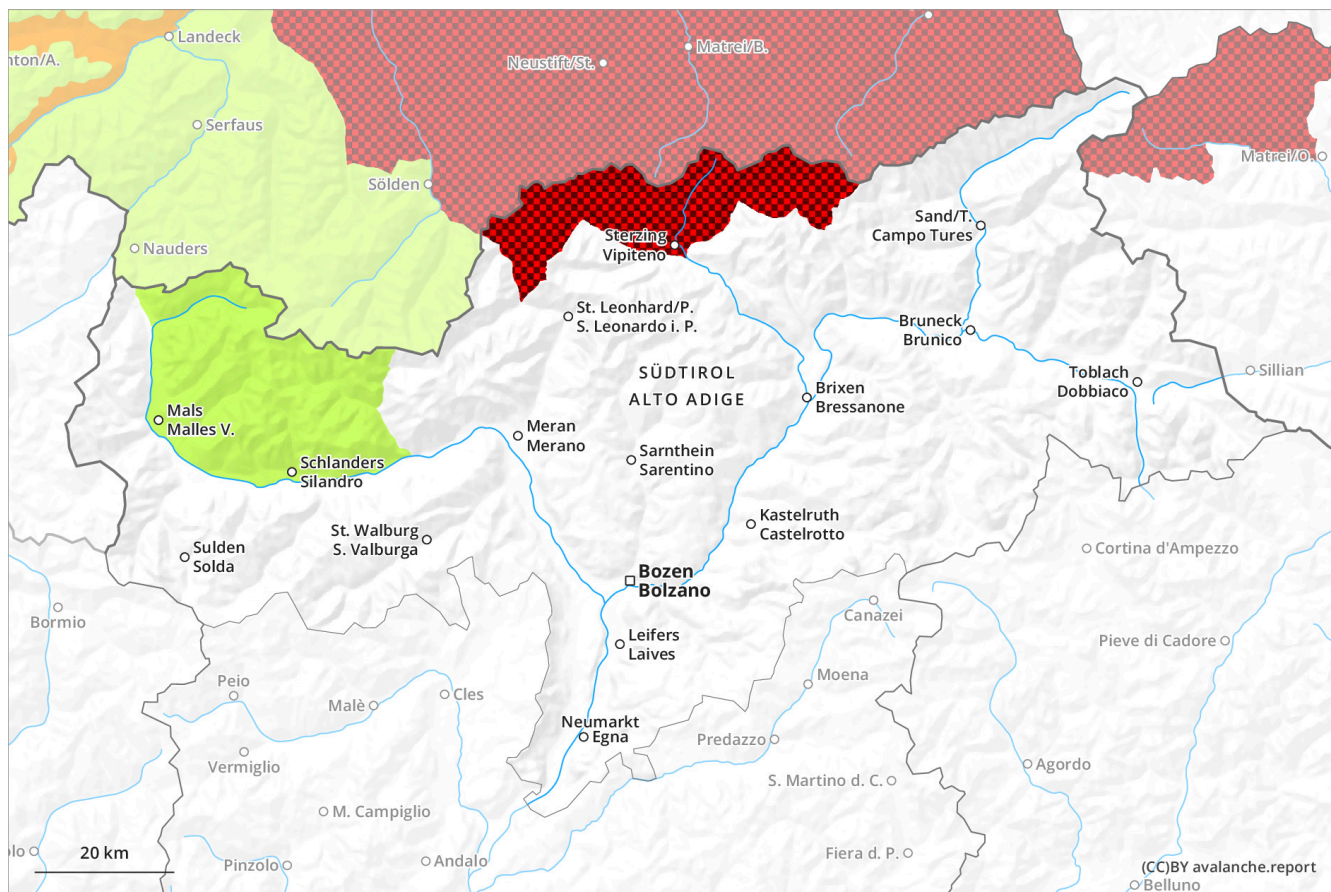 Landeck
nton/A.
Matrei/B.
Neustift/St.
Serfaus
Matrei/O.
Sölden
Sand/T.
Campo Tures
Sterzing
Vipiteno
Nauders
St. Leonhard/P.
S. Leonardo i. P.
Bruneck
Brunico
SÜDTIROL
ALTO ADIGE
Toblach
Dobbiaco
Sillian
Brixen
Bressanone
Mals
Malles V.
Meran
Merano
Sarnthein
Sarentino
Schlanders
Silandro
Kastelruth
Castelrotto
St. Walburg
S. Valburga
Sulden
Solda
Cortina d'Ampezzo
Bozen
Bolzano
Bormio
Canazei
Leifers
Laives
Pieve di Cadore
Peio
Malè
Cles
Moena
Neumarkt
Egna
Predazzo
Vermiglio
Agordo
S. Martino d. C.
M. Campiglio
olo
20 km
Pinzolo
Andalo
Fiera d. P.
(CC)BY avalanche.report
Belluno